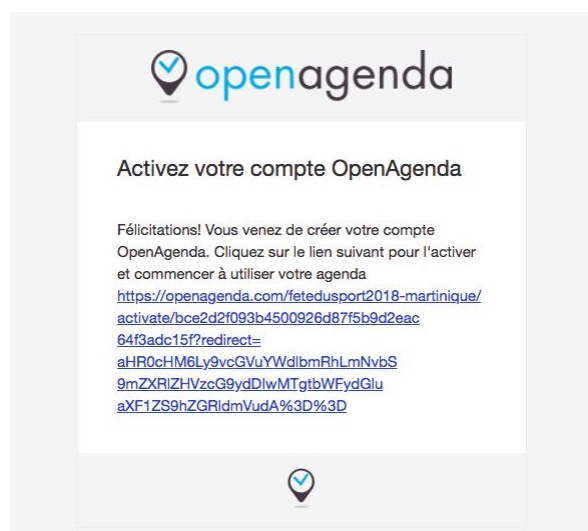 openagenda
Activez votre compte OpenAgenda
Félicitations! Vous venez de créer votre compte
OpenAgenda. Cliquez sur le lien suivant pour l'activer
et commencer à utiliser votre agenda
https://openagenda.com/fetedusport2018-martinique/
activate/bce2d2f093b4500926d87f5b9d2eac
64f3adc15f?redirect=
aHR0cHM6Ly9vcGVuYWdlbmRhLmNvbS
9mZXRlZHVzcG9ydDIwMTgtbWFydGlu
aXF1ZS9hZGRldmVudA%3D%3D